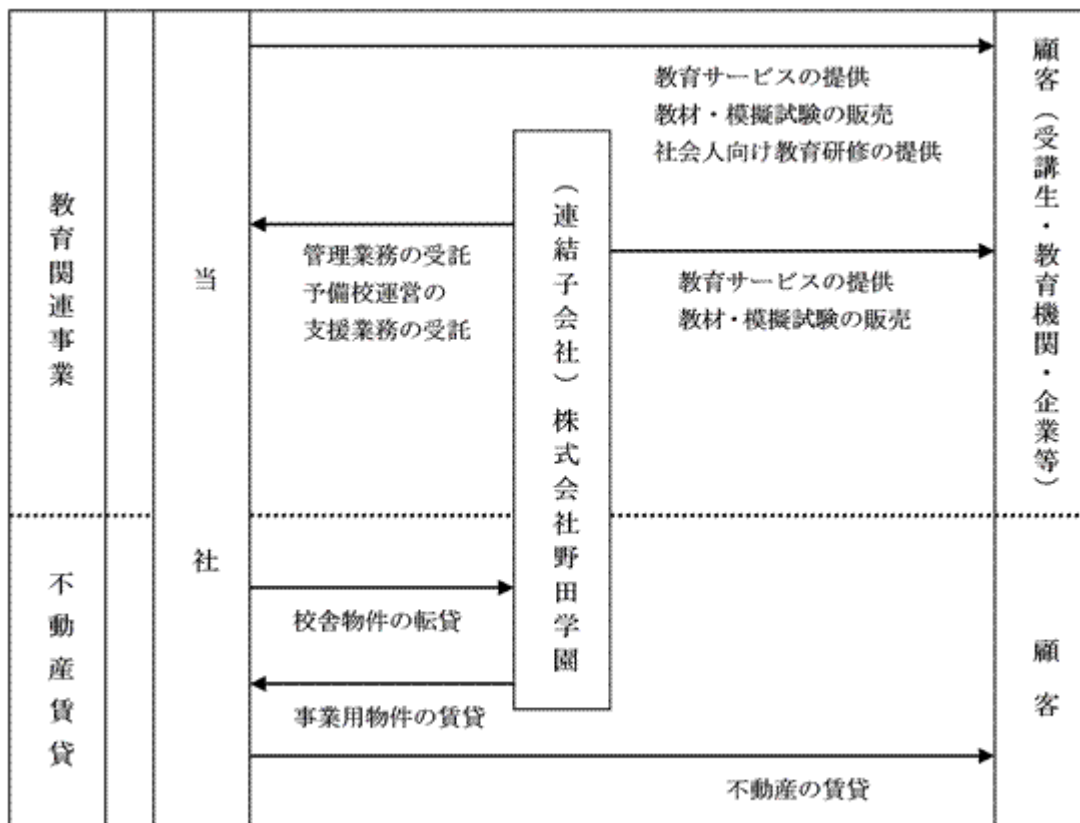 教育関連事業
不動産賃貸
当社
教育サービスの提供
教材・模擬試験の販売
社会人向け教育研修の提供
管理業務の受託
予備校運営の
支援業務の受託
(連結子会社)株式会社野田学園
教育サービスの提供
教材・模擬試験の販売
校舎物件の転貸
事業用物件の賃貸
不動産の賃貸
顧客(受講生・教育機関・企業等)
顧客